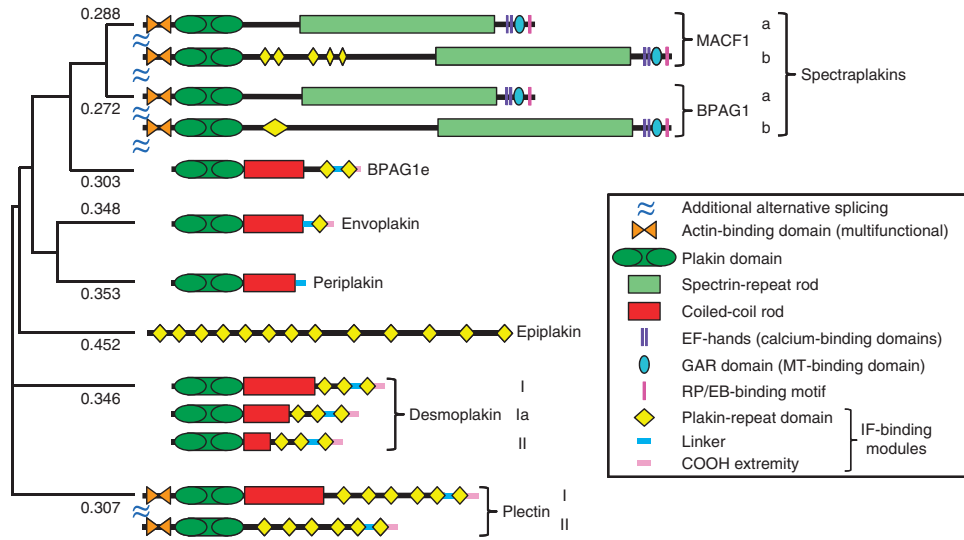 0.288
MACF1
a
b
Spectraplakins
0.272
BPAG1
a
b
0.303
BPAG1e
0.348
Envoplakin
0.353
Periplakin
0.452
Epiplakin
0.346
Desmoplakin
I
Ia
II
0.307
Plectin
I
II
Additional alternative splicing
Actin-binding domain (multifunctional)
Plakin domain
Spectrin-repeat rod
Coiled-coil rod
EF-hands (calcium-binding domains)
GAR domain (MT-binding domain)
RP/EB-binding motif
Plakin-repeat domain
Linker
COOH extremity
IF-binding
modules